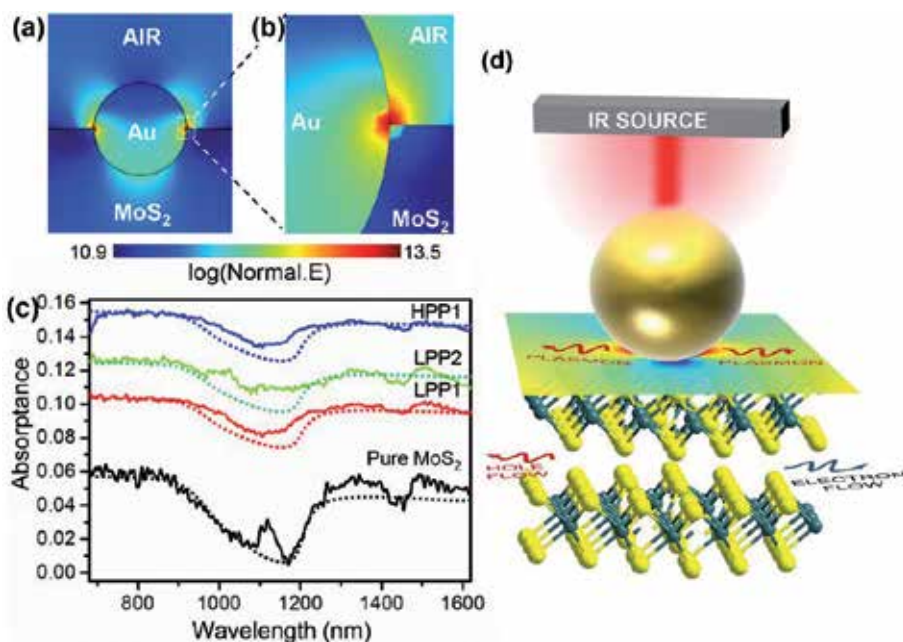 (a)
AIR
Au
MoS₂
(b)
AIR
Au
MoS₂
10.9
13.5
log(Normal.E)
(c)
0.16
0.14
0.12
0.10
0.08
0.06
0.04
0.02
0.00
Absorptance
HPP1
LPP2
LPP1
Pure MoS₂
800
1000
1200
1400
1600
Wavelength (nm)
(d)
IR SOURCE
PLASMON
PLASMON
HOLE
FLOW
ELECTRON
FLOW